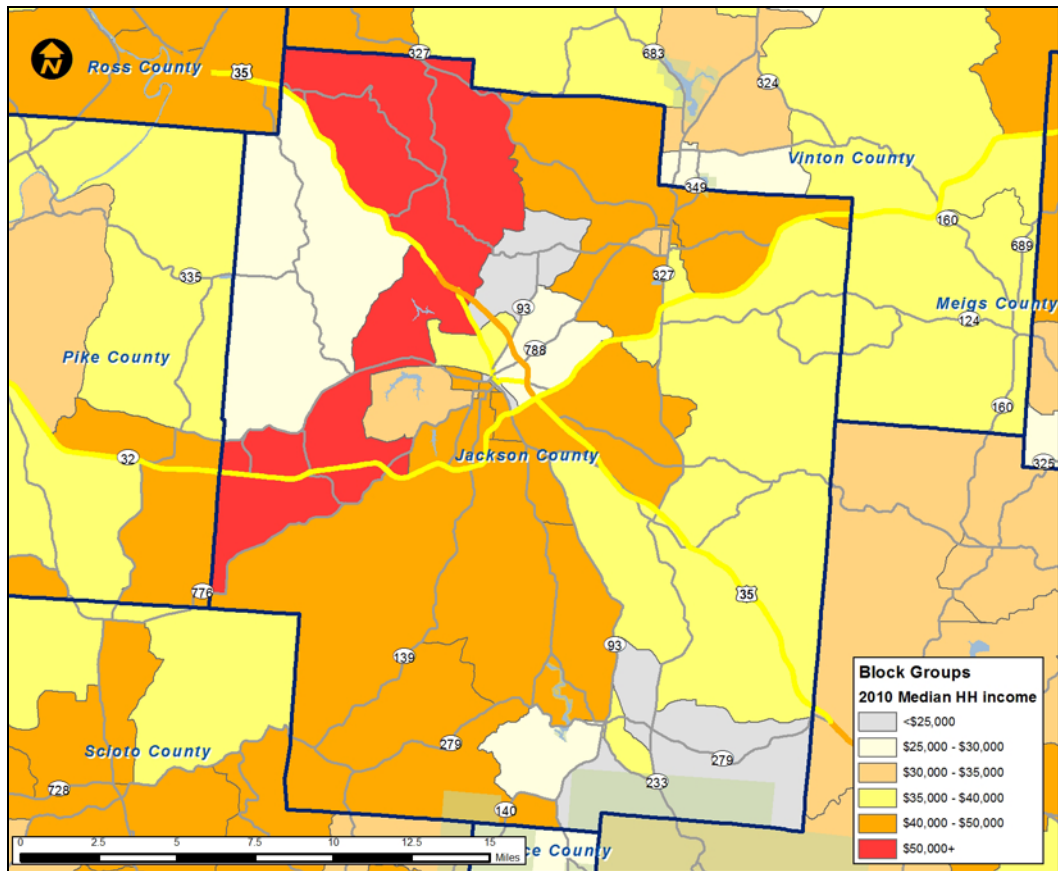 327
683
N
Ross County
35
324
Vinton County
349
160
689
335
327
Meigs County
93
124
788
Pike County
160
32
Jackson County
325
776
35
93
139
Block Groups
2010 Median HH income
<$25,000
$25,000 - $30,000
$30,000 - $35,000
$35,000 - $40,000
$40,000 - $50,000
$50,000+
279
Scioto County
279
233
728
140
0 2.5 5 7.5 10 12.5 15
Miles
ce County